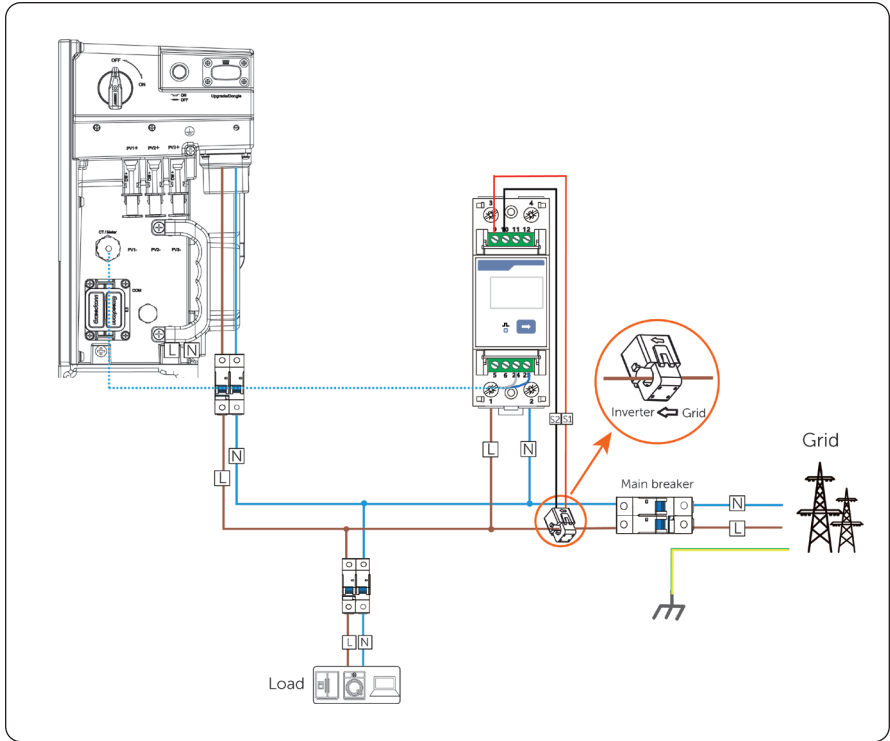 OFF
ON
ON
OFF
Upgrade/Dongle
PV1+ PV2+ PV3+
CT / Meter
PV1- PV2- PV3-
COM
L N
3 4
9 10 11 12
5 6 24 25
1 2
S2 S1
L N
Inverter Grid
N
L
Main breaker
Grid
N
L
L N
Load